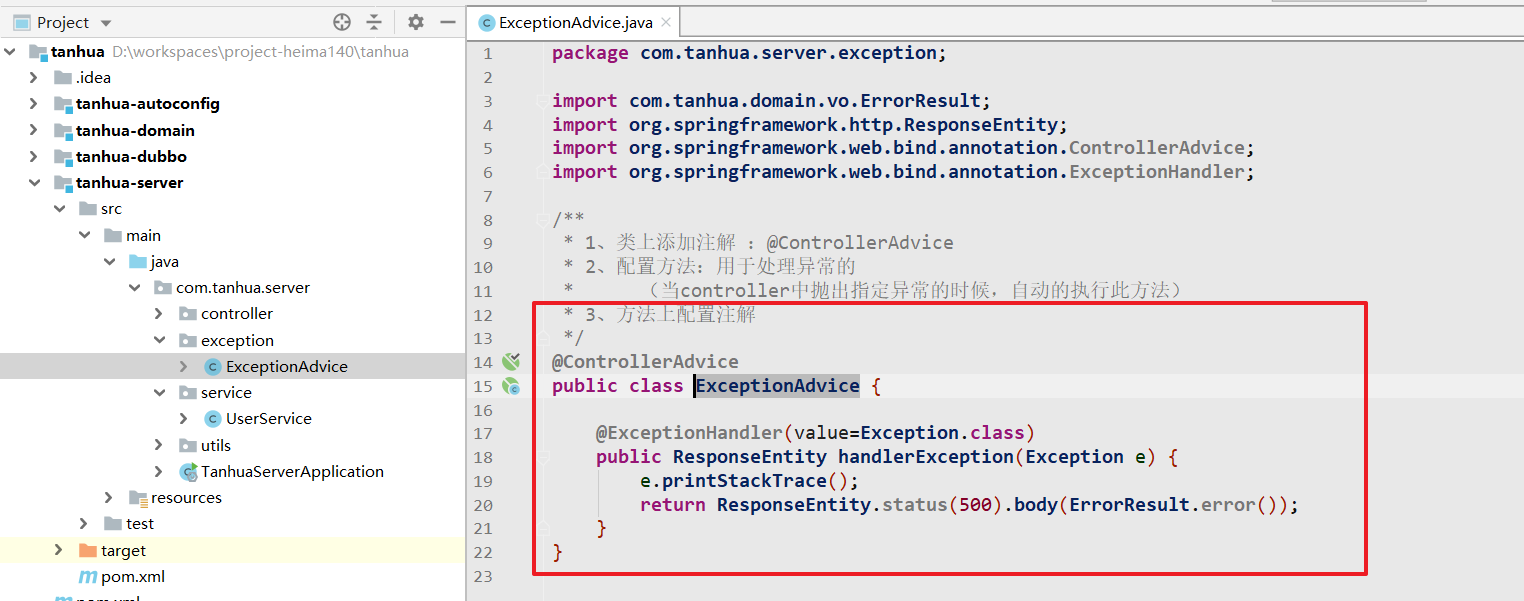 Project
ExceptionAdvice.java
tanhua D:\workspaces\project-heima140\tanhua
.idea
tanhua-autoconfig
tanhua-domain
tanhua-dubbo
tanhua-server
src
main
java
com.tanhua.server
controller
exception
ExceptionAdvice
service
UserService
utils
TanhuaServerApplication
resources
test
target
pom.xml
pom.xml
1 package com.tanhua.server.exception;
2
3 import com.tanhua.domain.vo.ErrorResult;
4 import org.springframework.http.ResponseEntity;
5 import org.springframework.web.bind.annotation.ControllerAdvice;
6 import org.springframework.web.bind.annotation.ExceptionHandler;
7
8 /**
9 * 1、类上添加注解 : @ControllerAdvice
10 * 2、配置方法: 用于处理异常的
11 * （当controller中抛出指定异常的时候，自动的执行此方法）
12 * 3、方法上配置注解
13 */
14 @ControllerAdvice
15 public class ExceptionAdvice {
16
17 @ExceptionHandler(value=Exception.class)
18 public ResponseEntity handlerException(Exception e) {
19 e.printStackTrace();
20 return ResponseEntity.status(500).body(ErrorResult.error());
21 }
22 }
23